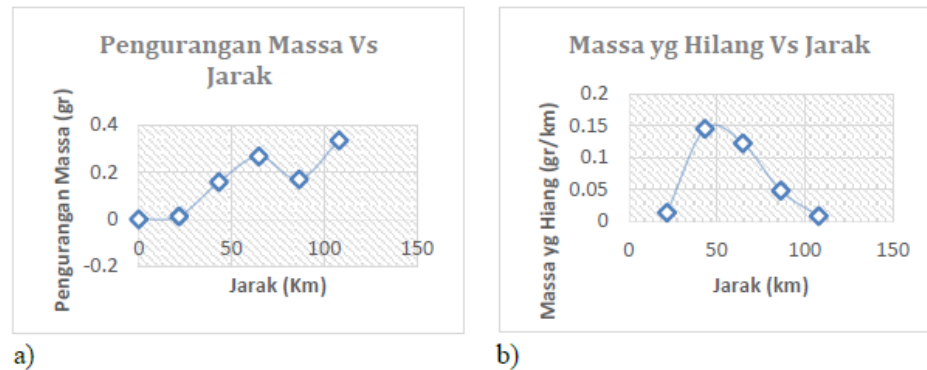 Pengurangan Massa Vs
Jarak
Pengurangan Massa (gr)
0.4
0.2
0
-0.2
0
50
100
150
Jarak (Km)
a)
Massa yg Hilang Vs Jarak
Massa yg Hiang (gr/km)
0.2
0.15
0.1
0.05
0
0
50
100
150
Jarak (km)
b)